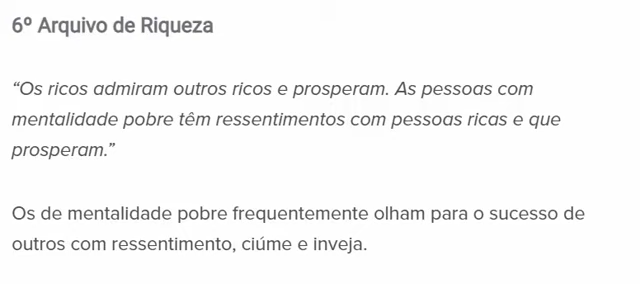 6º Arquivo de Riqueza
“Os ricos admiram outros ricos e prosperam. As pessoas com
mentalidade pobre têm ressentimentos com pessoas ricas e que
prosperam.”
Os de mentalidade pobre frequentemente olham para o sucesso de
outros com ressentimento, ciúme e inveja.